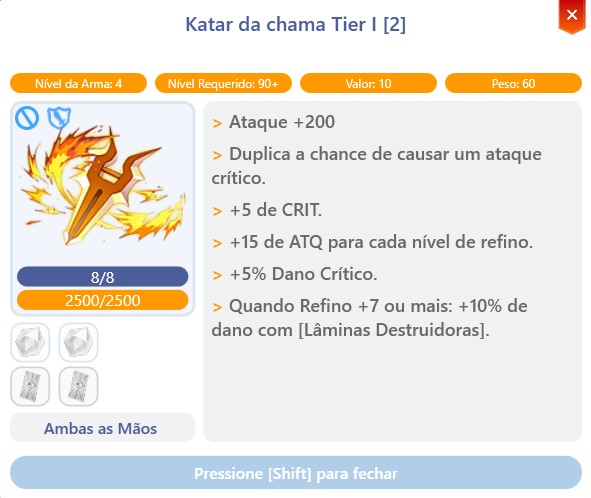 Katar da chama Tier I [2]
Nível da Arma: 4
Nível Requerido: 90+
Valor: 10
Peso: 60
> Ataque +200
> Duplica a chance de causar um ataque
crítico.
> +5 de CRIT.
> +15 de ATQ para cada nível de refino.
> +5% Dano Crítico.
> Quando Refino +7 ou mais: +10% de
dano com [Lâminas Destruidoras].
8/8
2500/2500
Ambas as Mãos
Pressione [Shift] para fechar